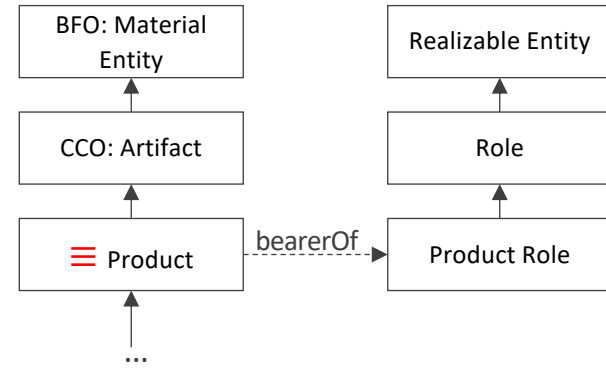 BFO: Material
Entity
Realizable Entity
CCO: Artifact
Role
≡ Product
bearerOf
Product Role
...